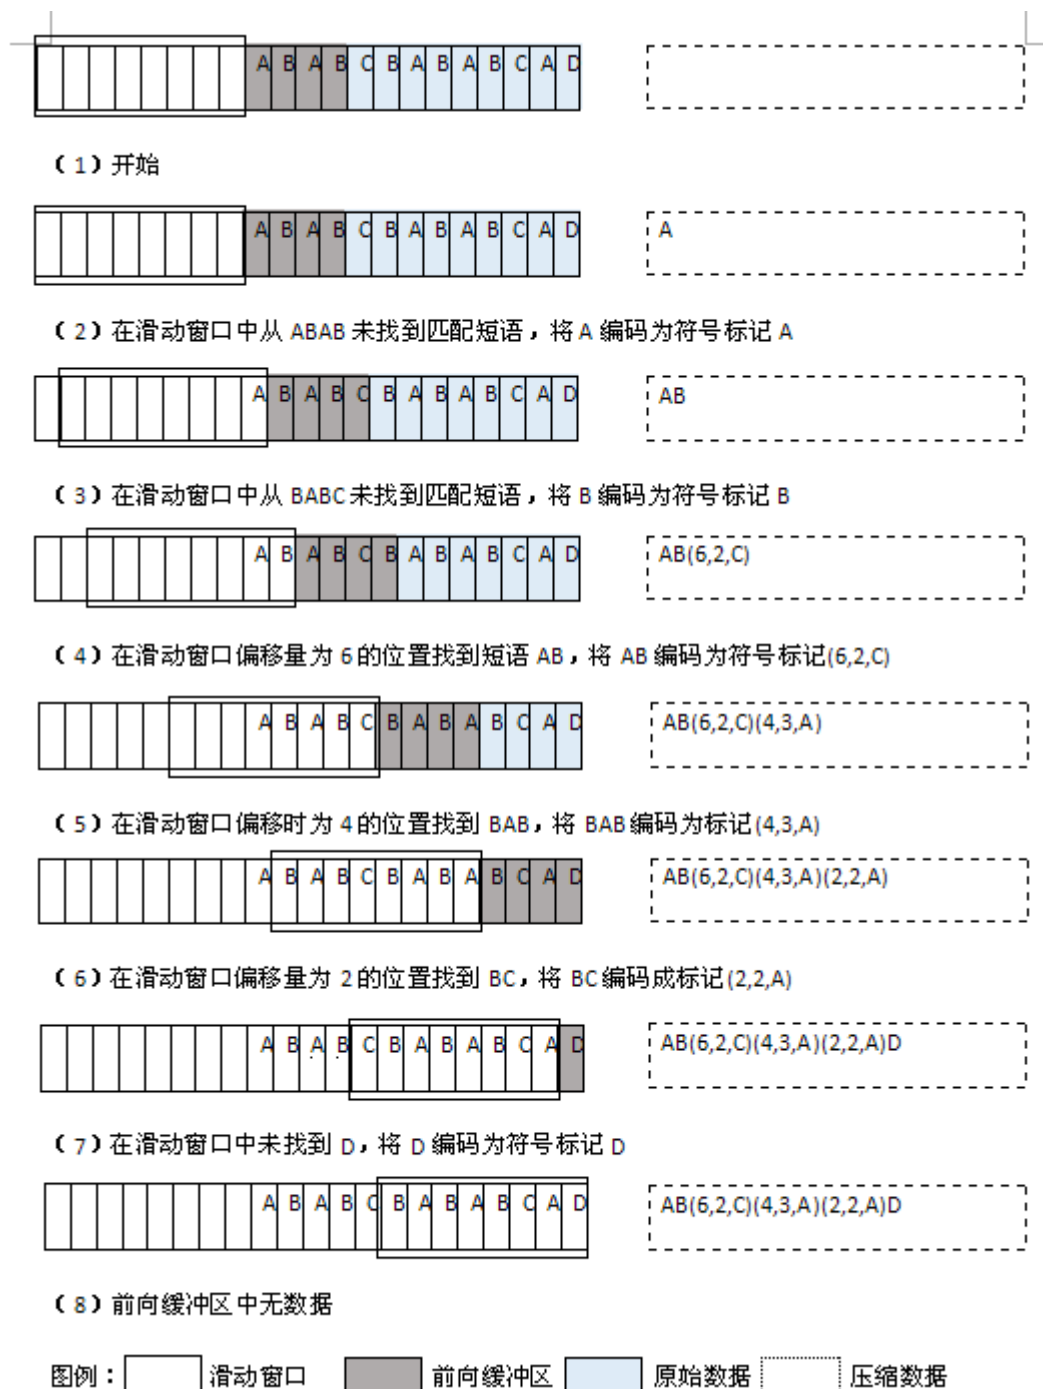 A B A B C B A B A B C A D
（1）开始
A B A B C B A B A B C A D
A
（2）在滑动窗口中从 ABAB 未找到匹配短语，将 A 编码为符号标记 A
A B A B C B A B A B C A D
AB
（3）在滑动窗口中从 BABC 未找到匹配短语，将 B 编码为符号标记 B
A B A B C B A B A B C A D
AB(6,2,C)
（4）在滑动窗口偏移量为 6 的位置找到短语 AB，将 AB 编码为符号标记(6,2,C)
A B A B C B A B A B C A D
AB(6,2,C)(4,3,A)
（5）在滑动窗口偏移时为 4 的位置找到 BAB，将 BAB 编码为标记(4,3,A)
A B A B C B A B A B C A D
AB(6,2,C)(4,3,A)(2,2,A)
（6）在滑动窗口偏移量为 2 的位置找到 BC，将 BC 编码成标记(2,2,A)
A B A B C B A B A B C A D
AB(6,2,C)(4,3,A)(2,2,A)D
（7）在滑动窗口中未找到 D，将 D 编码为符号标记 D
A B A B C B A B A B C A D
AB(6,2,C)(4,3,A)(2,2,A)D
（8）前向缓冲区中无数据
图例： 滑动窗口 前向缓冲区 原始数据 压缩数据